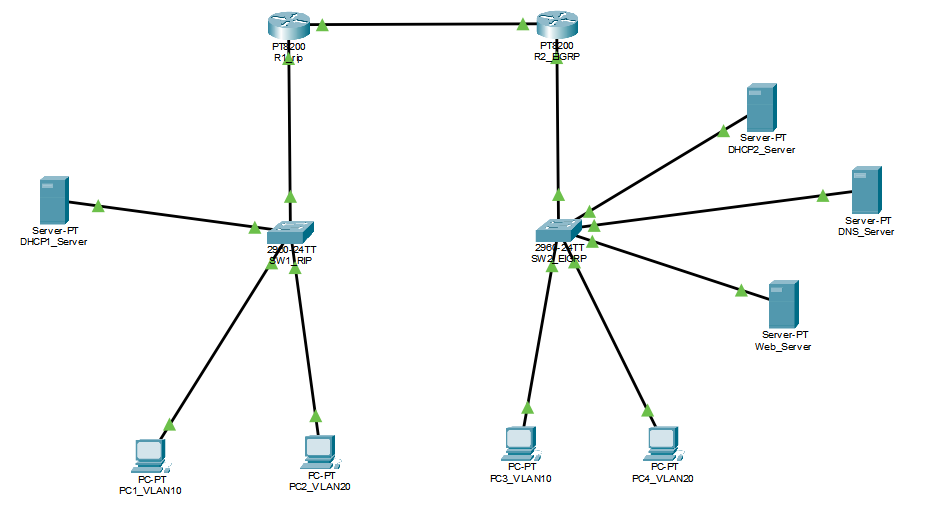 PT8200
R1_rip
PT8200
R2_EIGRP
Server-PT
DHCP2_Server
Server-PT
DHCP1_Server
Server-PT
DNS_Server
2960-24TT
SW1_RIP
2960-24TT
SW2_EIGRP
Server-PT
Web_Server
PC-PT
PC1_VLAN10
PC-PT
PC2_VLAN20
PC-PT
PC3_VLAN10
PC-PT
PC4_VLAN20